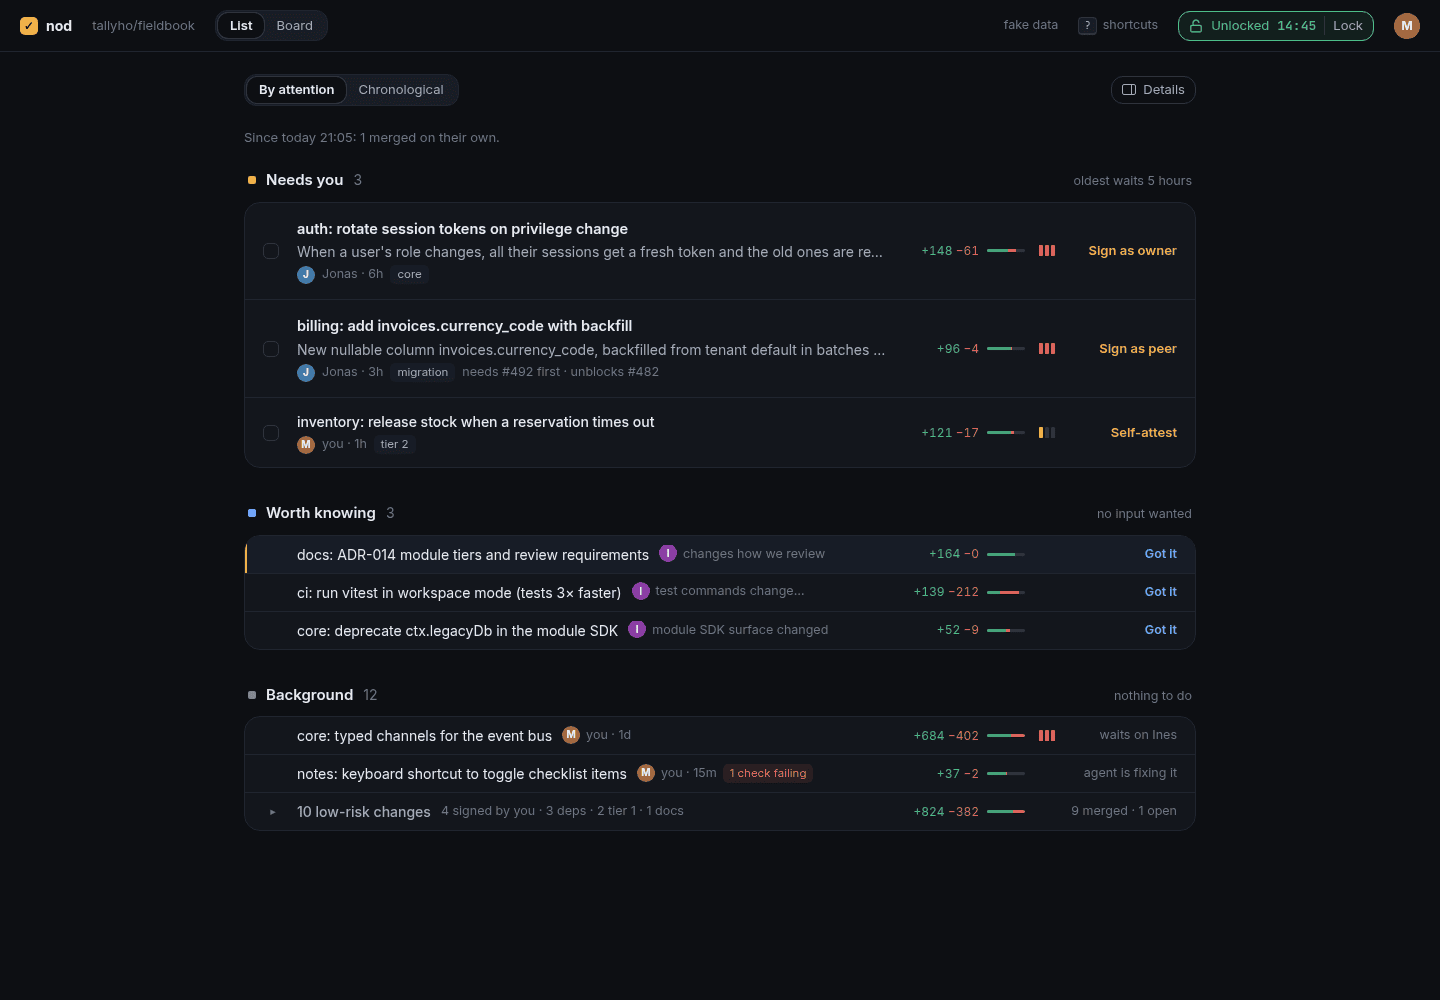 ✓ nod tallyho/fieldbook List Board fake data ? shortcuts Unlocked 14:45 Lock M
By attention Chronological Details
Since today 21:05: 1 merged on their own.
Needs you 3 oldest waits 5 hours
auth: rotate session tokens on privilege change
When a user's role changes, all their sessions get a fresh token and the old ones are re... +148 −61 Sign as owner
J Jonas · 6h core
billing: add invoices.currency_code with backfill
New nullable column invoices.currency_code, backfilled from tenant default in batches ... +96 −4 Sign as peer
J Jonas · 3h migration needs #492 first · unblocks #482
inventory: release stock when a reservation times out +121 −17 Self-attest
M you · 1h tier 2
Worth knowing 3 no input wanted
docs: ADR-014 module tiers and review requirements I changes how we review +164 −0 Got it
ci: run vitest in workspace mode (tests 3× faster) I test commands change... +139 −212 Got it
core: deprecate ctx.legacyDb in the module SDK I module SDK surface changed +52 −9 Got it
Background 12 nothing to do
core: typed channels for the event bus M you · 1d +684 −402 waits on Ines
notes: keyboard shortcut to toggle checklist items M you · 15m 1 check failing +37 −2 agent is fixing it
▸ 10 low-risk changes 4 signed by you · 3 deps · 2 tier 1 · 1 docs +824 −382 9 merged · 1 open